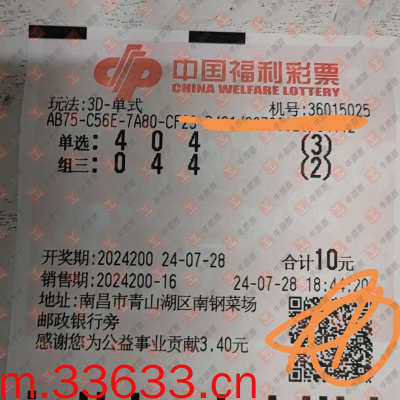 中国福利彩票
CHINA WELFARE LOTTERY
玩法:3D-单式 机号:36015025
AB75-C56E-7A80-CF23
单选: 4 0 4 (3)
组三: 0 4 4 (2)
开奖期:2024200 24-07-28 合计10元
销售期:2024200-16 24-07-28 18:44:20
地址:南昌市青山湖区南钢菜场
邮政银行旁
感谢您为公益事业贡献3.40元
m.33633.cn